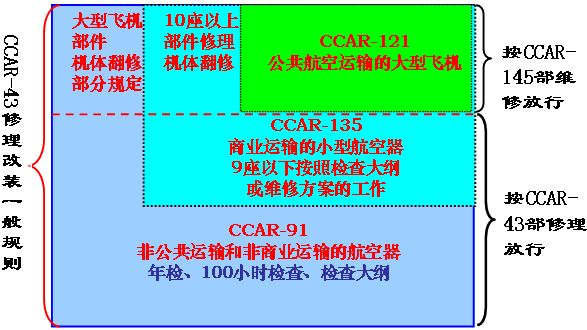 CCAR-43修理改装一般规则
大型飞机
部件
机体翻修
部分规定
10座以上
部件修理
机体翻修
CCAR-121
公共航空运输的大型飞机
按CCAR-
145部维
修放行
CCAR-135
商业运输的小型航空器
9座以下按照检查大纲
或维修方案的工作
按CCAR-
43部修理
放行
CCAR-91
非公共运输和非商业运输的航空器
年检、100小时检查、检查大纲